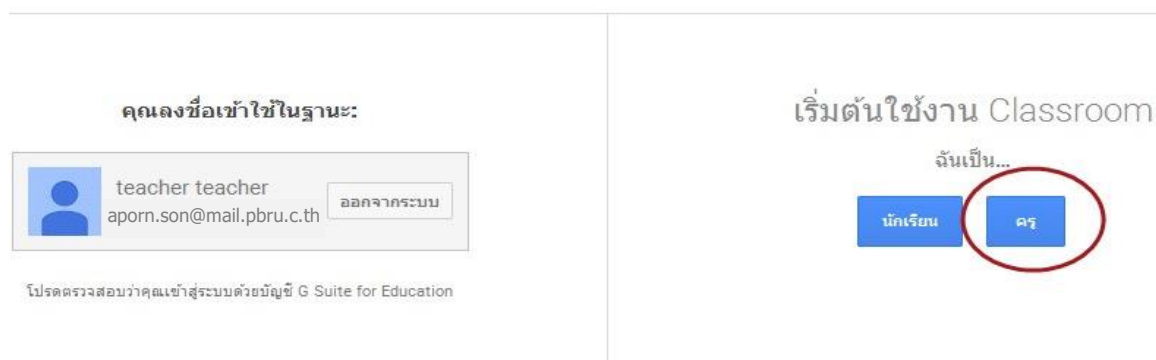 คุณลงชื่อเข้าใช้ในฐานะ:
teacher teacher
aporn.son@mail.pbru.c.th
ออกจากระบบ
โปรดตรวจสอบว่าคุณเข้าสู่ระบบด้วยบัญชี G Suite for Education
เริ่มต้นใช้งาน Classroom
ฉันเป็น...
นักเรียน
ครู